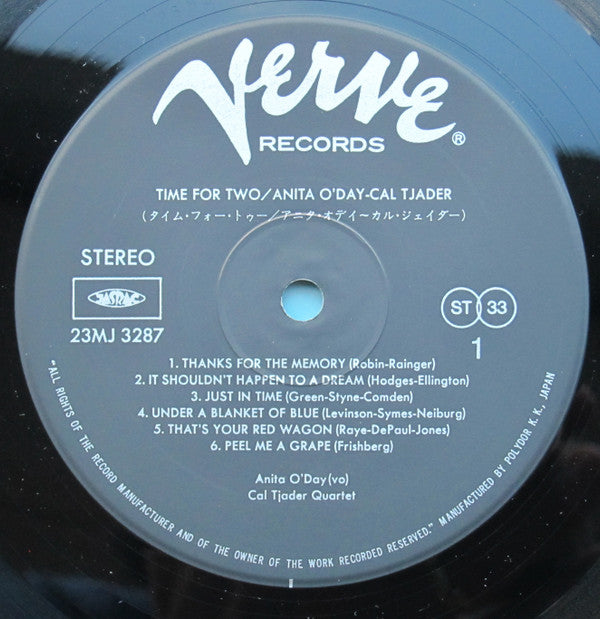 Verve
RECORDS ®
TIME FOR TWO/ANITA O'DAY-CAL TJADER
(タイム・フォー・トゥー/アニタ・オデイ〜カル・ジェイダー)
STEREO
JASRAC
23MJ 3287
ST 33
1
1. THANKS FOR THE MEMORY (Robin-Rainger)
2. IT SHOULDN'T HAPPEN TO A DREAM (Hodges-Ellington)
3. JUST IN TIME (Green-Styne-Comden)
4. UNDER A BLANKET OF BLUE (Levinson-Symes-Neiburg)
5. THAT'S YOUR RED WAGON (Raye-DePaul-Jones)
6. PEEL ME A GRAPE (Frishberg)
Anita O'Day (vo)
Cal Tjader Quartet
"ALL RIGHTS OF THE RECORD MANUFACTURER AND OF THE OWNER OF THE WORK RECORDED RESERVED." MANUFACTURED BY POLYDOR K. K., JAPAN